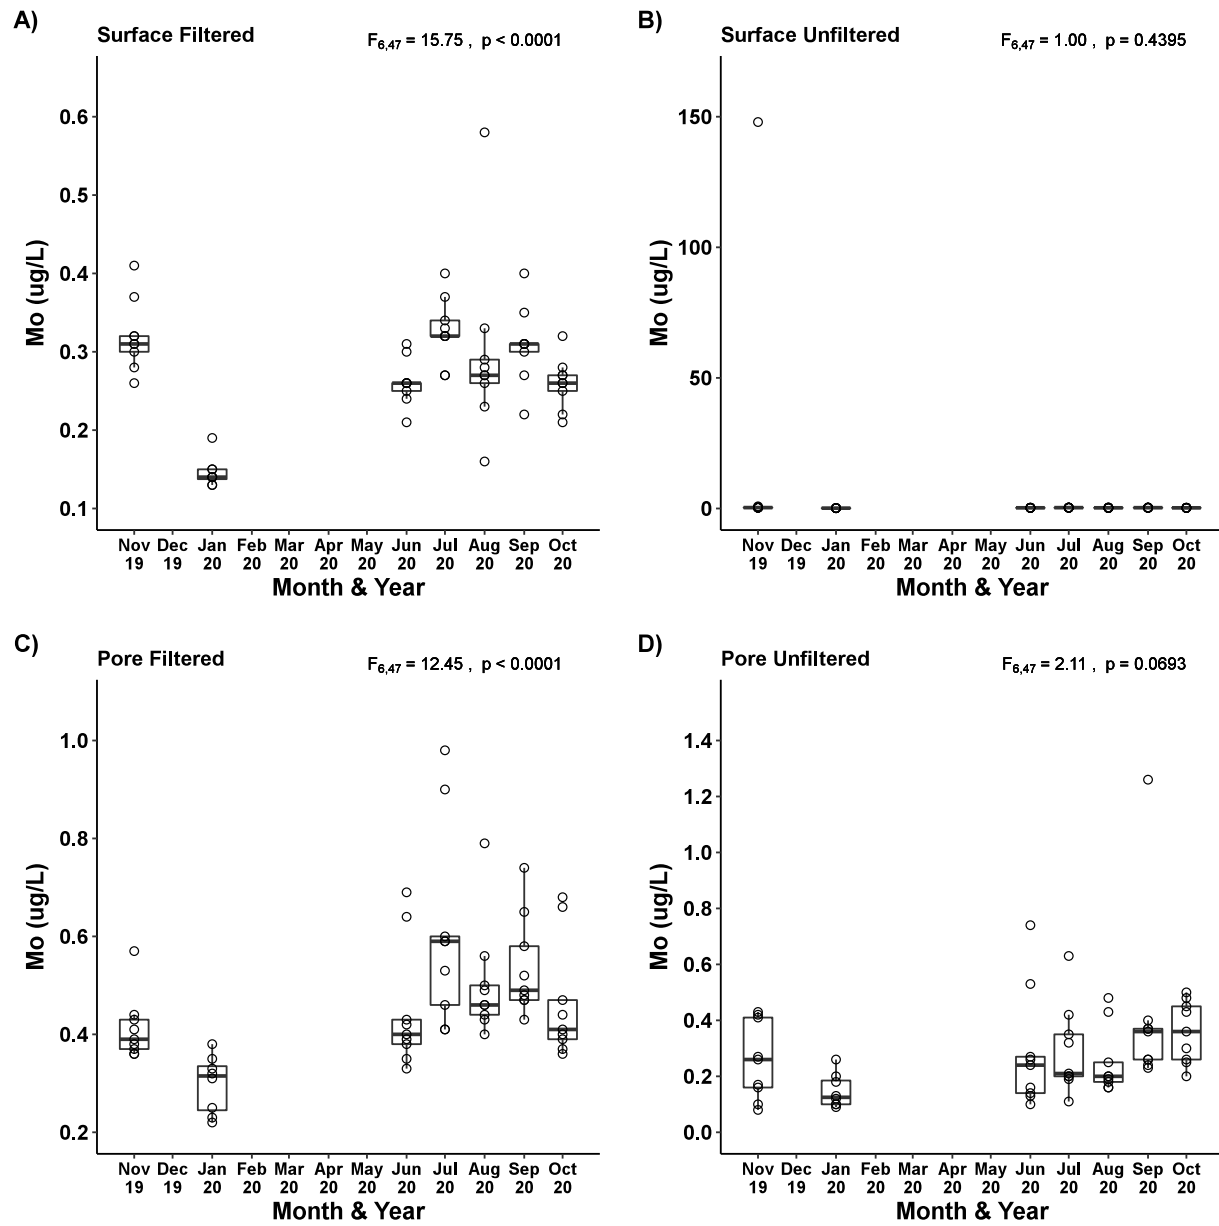 A)
Surface Filtered
F6,47 = 15.75 , p < 0.0001
0.6
0.5
0.4
0.3
0.2
0.1
Mo (ug/L)
Nov Dec Jan Feb Mar Apr May Jun Jul Aug Sep Oct
19 19 20 20 20 20 20 20 20 20 20 20
Month & Year
B)
Surface Unfiltered
F6,47 = 1.00 , p = 0.4395
150
100
50
0
Mo (ug/L)
Nov Dec Jan Feb Mar Apr May Jun Jul Aug Sep Oct
19 19 20 20 20 20 20 20 20 20 20 20
Month & Year
C)
Pore Filtered
F6,47 = 12.45 , p < 0.0001
1.0
0.8
0.6
0.4
0.2
Mo (ug/L)
Nov Dec Jan Feb Mar Apr May Jun Jul Aug Sep Oct
19 19 20 20 20 20 20 20 20 20 20 20
Month & Year
D)
Pore Unfiltered
F6,47 = 2.11 , p = 0.0693
1.4
1.2
1.0
0.8
0.6
0.4
0.2
0.0
Mo (ug/L)
Nov Dec Jan Feb Mar Apr May Jun Jul Aug Sep Oct
19 19 20 20 20 20 20 20 20 20 20 20
Month & Year